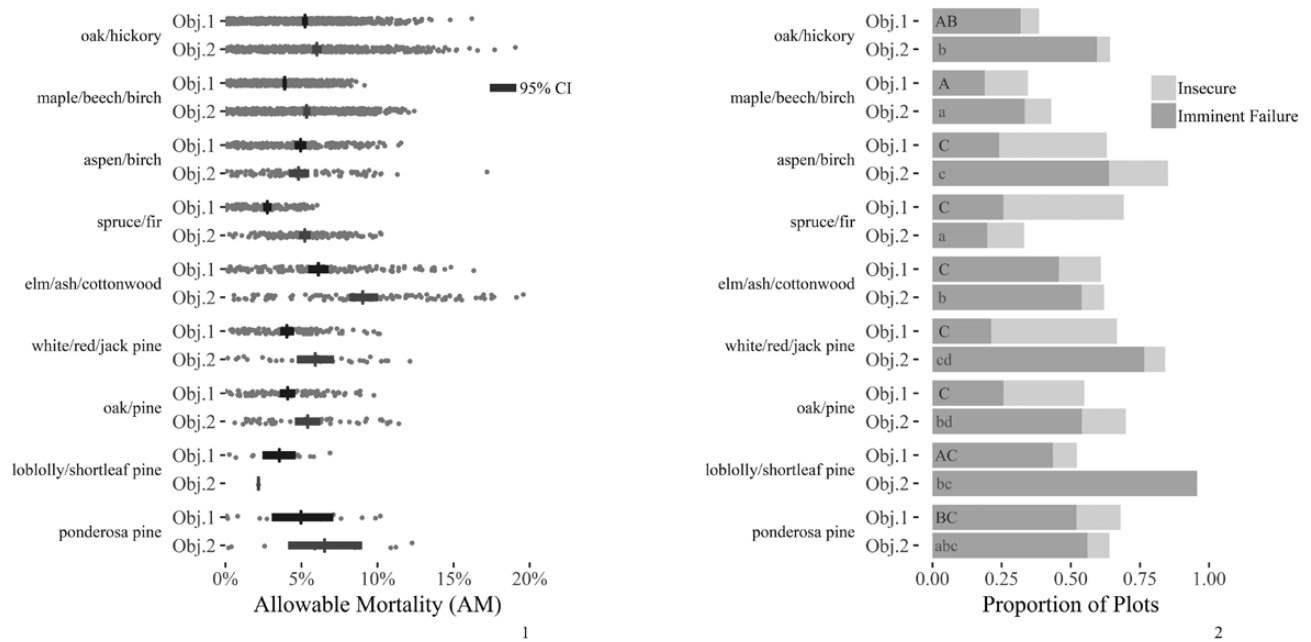 oak/hickory
Obj.1
Obj.2
maple/beech/birch
Obj.1
Obj.2
aspen/birch
Obj.1
Obj.2
spruce/fir
Obj.1
Obj.2
elm/ash/cottonwood
Obj.1
Obj.2
white/red/jack pine
Obj.1
Obj.2
oak/pine
Obj.1
Obj.2
loblolly/shortleaf pine
Obj.1
Obj.2
ponderosa pine
Obj.1
Obj.2
95% CI
0% 5% 10% 15% 20%
Allowable Mortality (AM)
1
oak/hickory
Obj.1 AB
Obj.2 b
maple/beech/birch
Obj.1 A
Obj.2 a
aspen/birch
Obj.1 C
Obj.2 c
spruce/fir
Obj.1 C
Obj.2 a
elm/ash/cottonwood
Obj.1 C
Obj.2 b
white/red/jack pine
Obj.1 C
Obj.2 cd
oak/pine
Obj.1 C
Obj.2 bd
loblolly/shortleaf pine
Obj.1 AC
Obj.2 bc
ponderosa pine
Obj.1 BC
Obj.2 abc
Insecure
Imminent Failure
0.00 0.25 0.50 0.75 1.00
Proportion of Plots
2